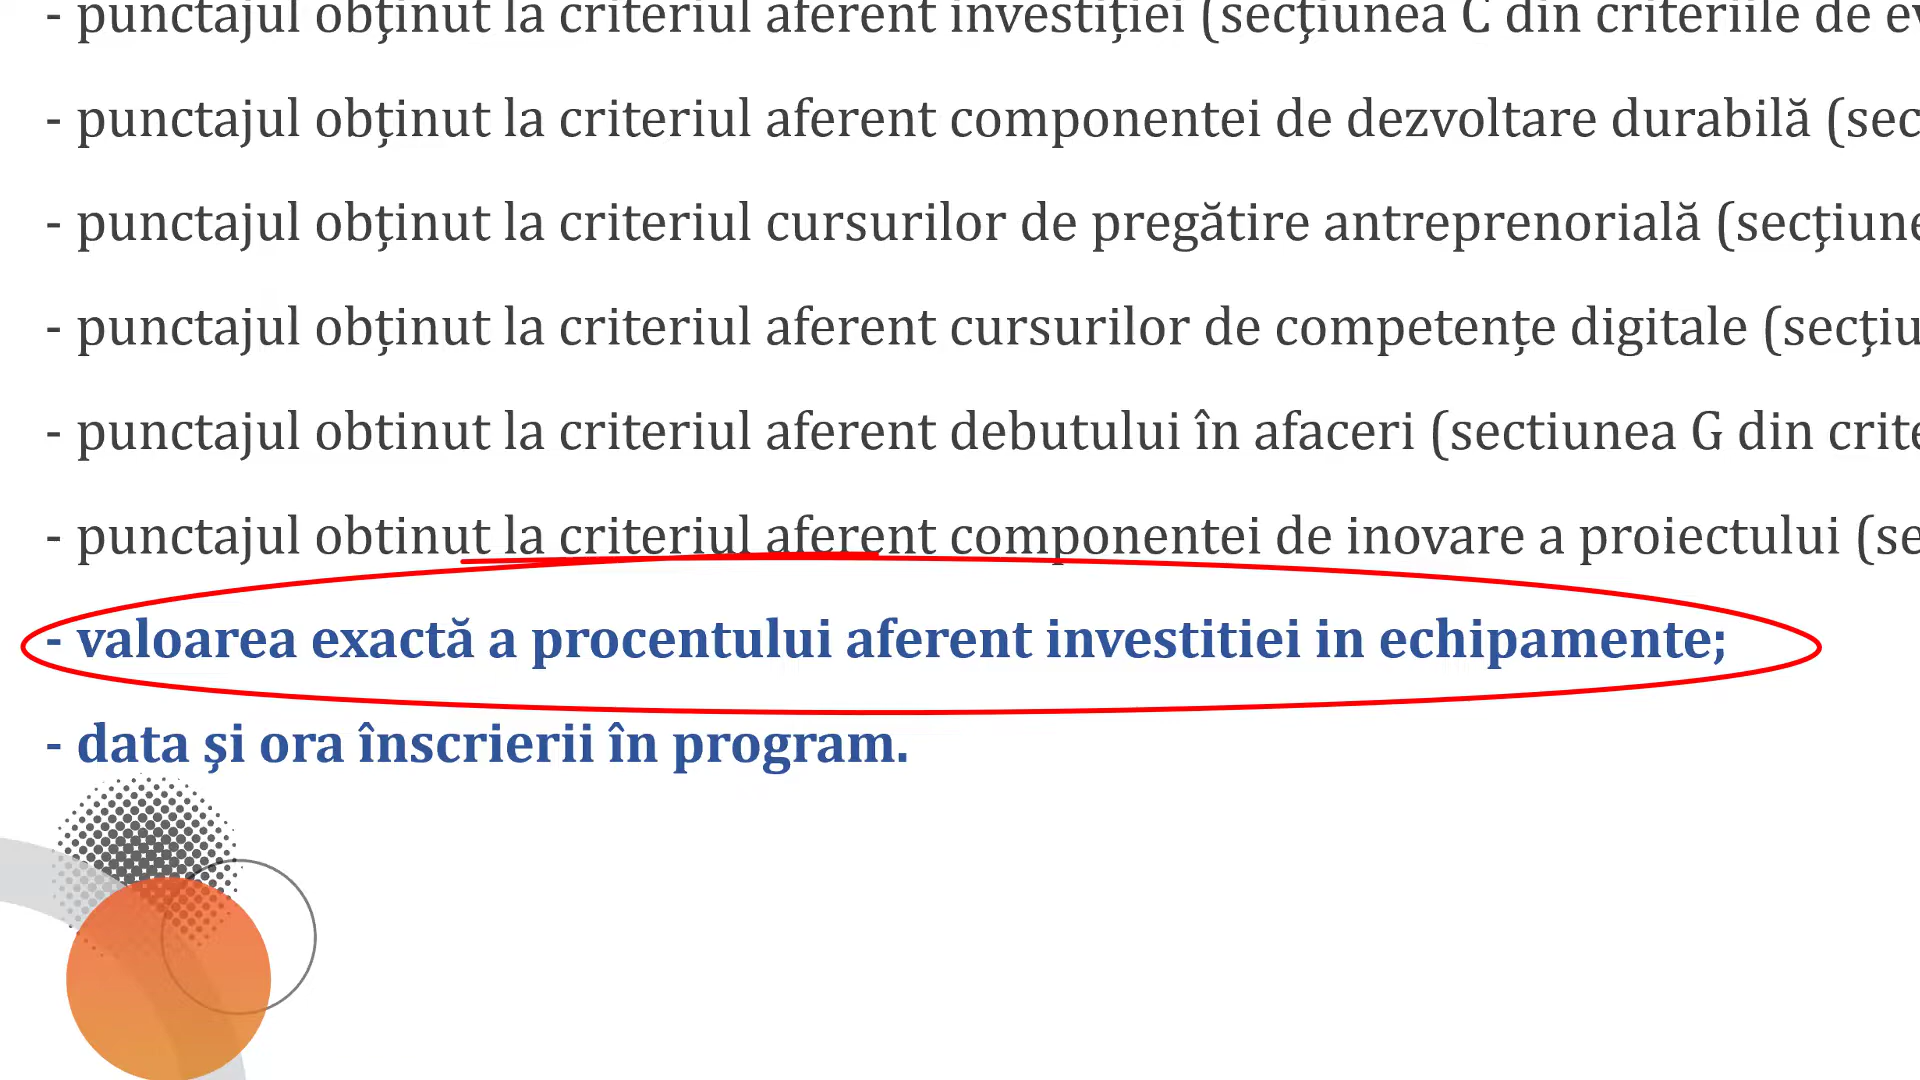 - punctajul obţinut la criteriul aferent investiţiei (secţiunea C din criteriile de
- punctajul obţinut la criteriul aferent componentei de dezvoltare durabilă
- punctajul obţinut la criteriul cursurilor de pregătire antreprenorială
- punctajul obţinut la criteriul aferent cursurilor de competenţe digitale
- punctajul obtinut la criteriul aferent debutului în afaceri (sectiunea G din
- punctajul obtinut la criteriul aferent componentei de inovare a proiectului
- valoarea exactă a procentului aferent investitiei in echipamente;
- data şi ora înscrierii în program.